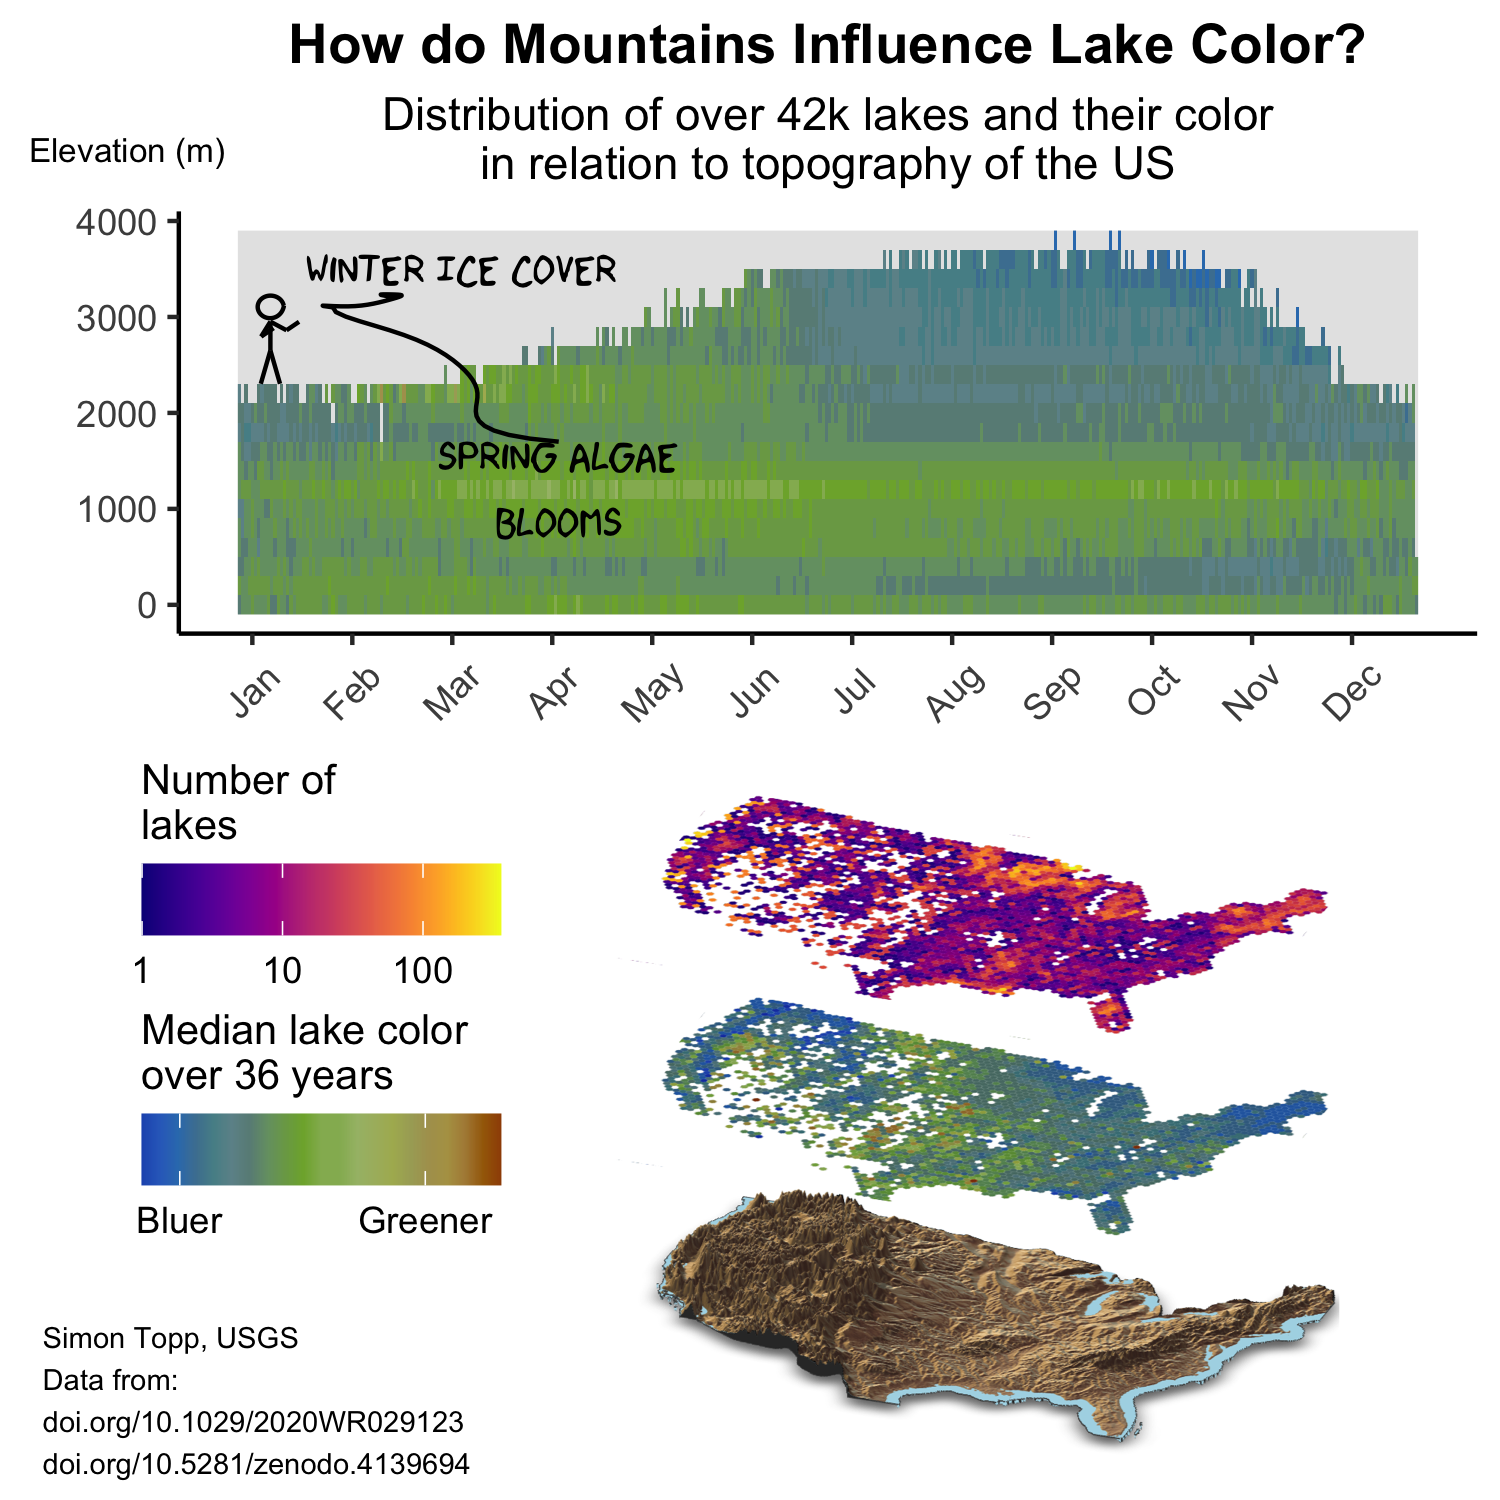 How do Mountains Influence Lake Color?
Distribution of over 42k lakes and their color
in relation to topography of the US
Elevation (m)
4000
3000
2000
1000
0
WINTER ICE COVER
SPRING ALGAE
BLOOMS
Jan
Feb
Mar
Apr
May
Jun
Jul
Aug
Sep
Oct
Nov
Dec
Number of
lakes
1 10 100
Median lake color
over 36 years
Bluer Greener
Simon Topp, USGS
Data from:
doi.org/10.1029/2020WR029123
doi.org/10.5281/zenodo.4139694